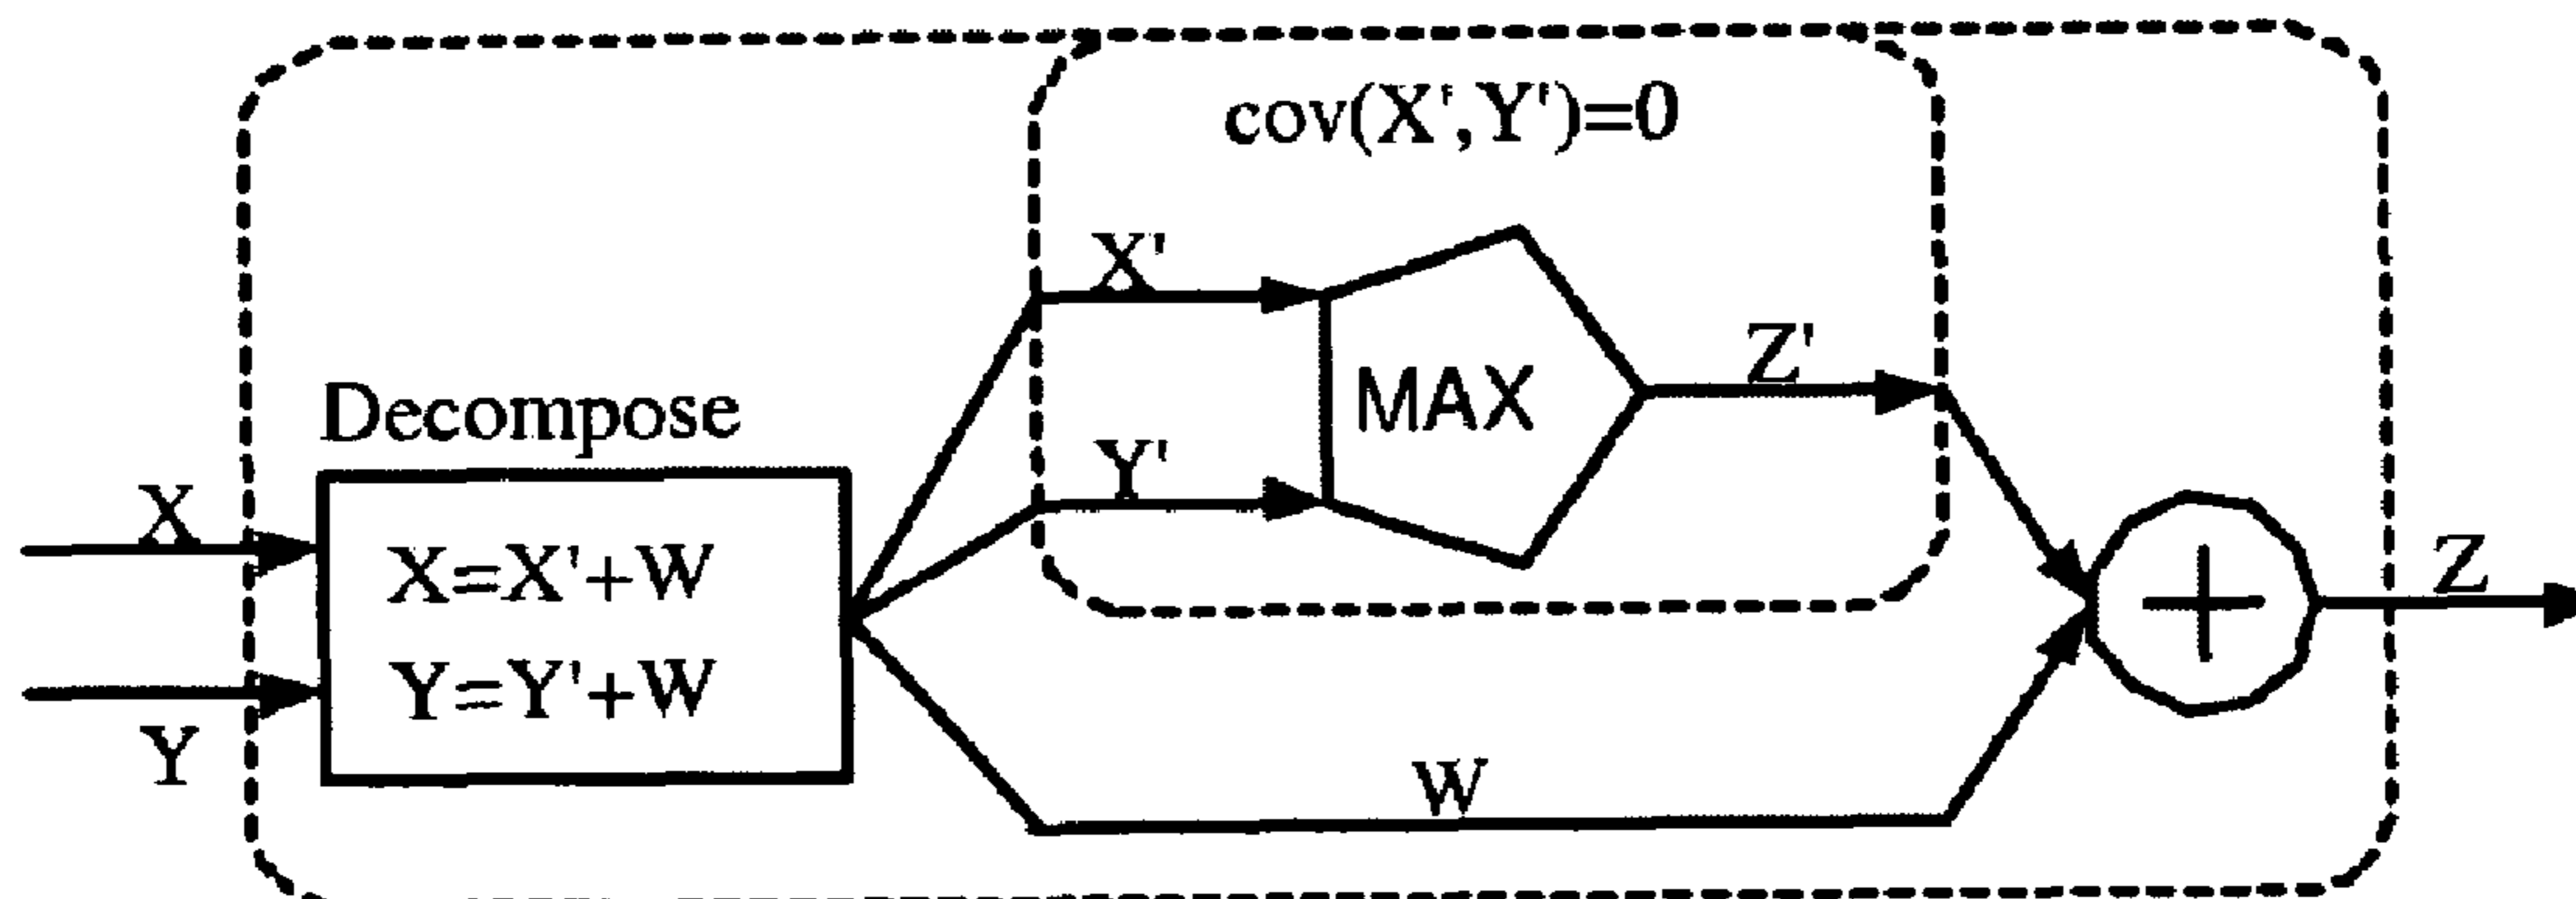 cov(X',Y')=0
X'
Z'
MAX
Decompose
Y'
X
X=X'+W
Y=Y'+W
Z
Y
W
+